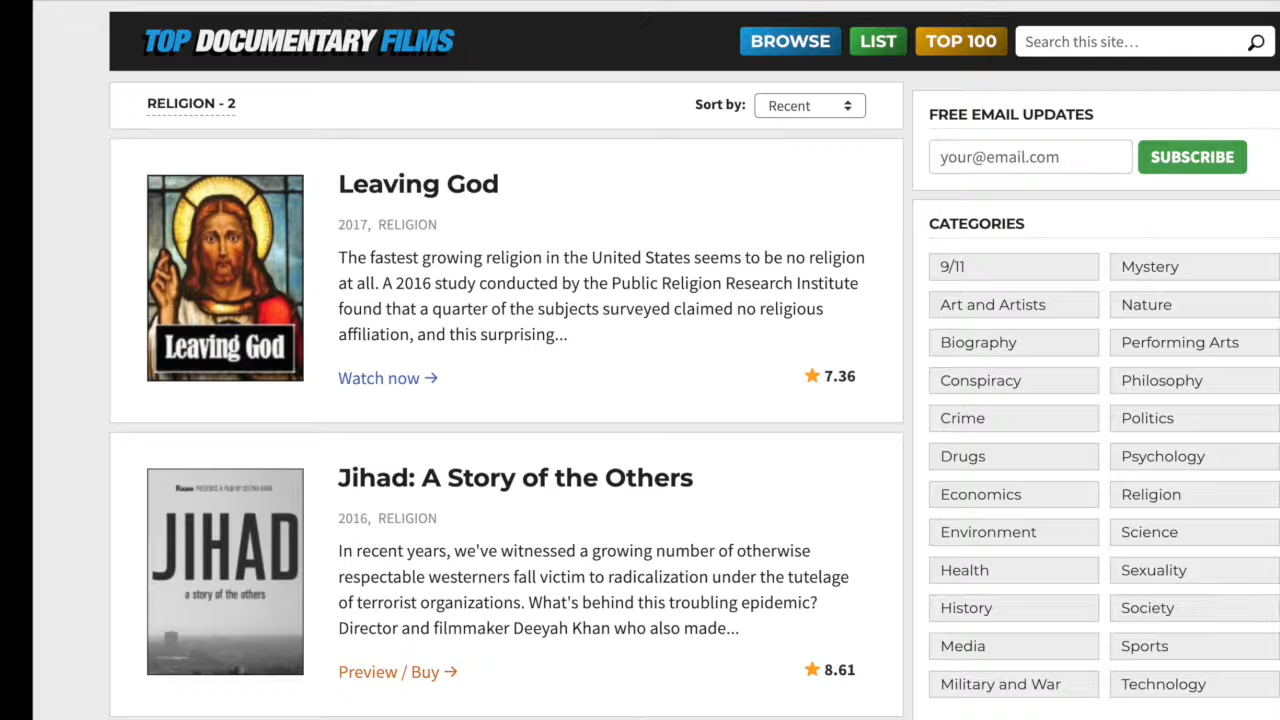 TOP DOCUMENTARY FILMS
BROWSE
LIST
TOP 100
Search this site...
RELIGION - 2
Sort by:
Recent
Leaving God
Leaving God
2017, RELIGION
The fastest growing religion in the United States seems to be no religion
at all. A 2016 study conducted by the Public Religion Research Institute
found that a quarter of the subjects surveyed claimed no religious
affiliation, and this surprising...
Watch now →
7.36
JIHAD
a story of the others
Jihad: A Story of the Others
2016, RELIGION
In recent years, we've witnessed a growing number of otherwise
respectable westerners fall victim to radicalization under the tutelage
of terrorist organizations. What's behind this troubling epidemic?
Director and filmmaker Deeyah Khan who also made...
Preview / Buy →
8.61
FREE EMAIL UPDATES
your@email.com
SUBSCRIBE
CATEGORIES
9/11
Mystery
Art and Artists
Nature
Biography
Performing Arts
Conspiracy
Philosophy
Crime
Politics
Drugs
Psychology
Economics
Religion
Environment
Science
Health
Sexuality
History
Society
Media
Sports
Military and War
Technology